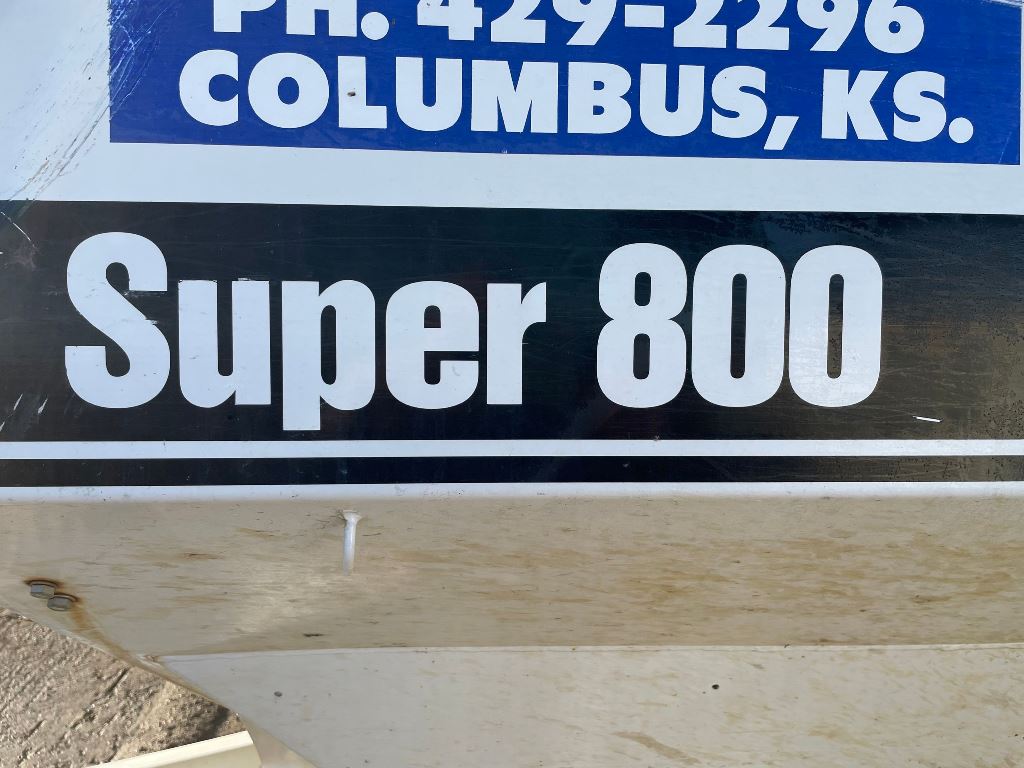 PH. 429-2296
COLUMBUS, KS.
Super 800